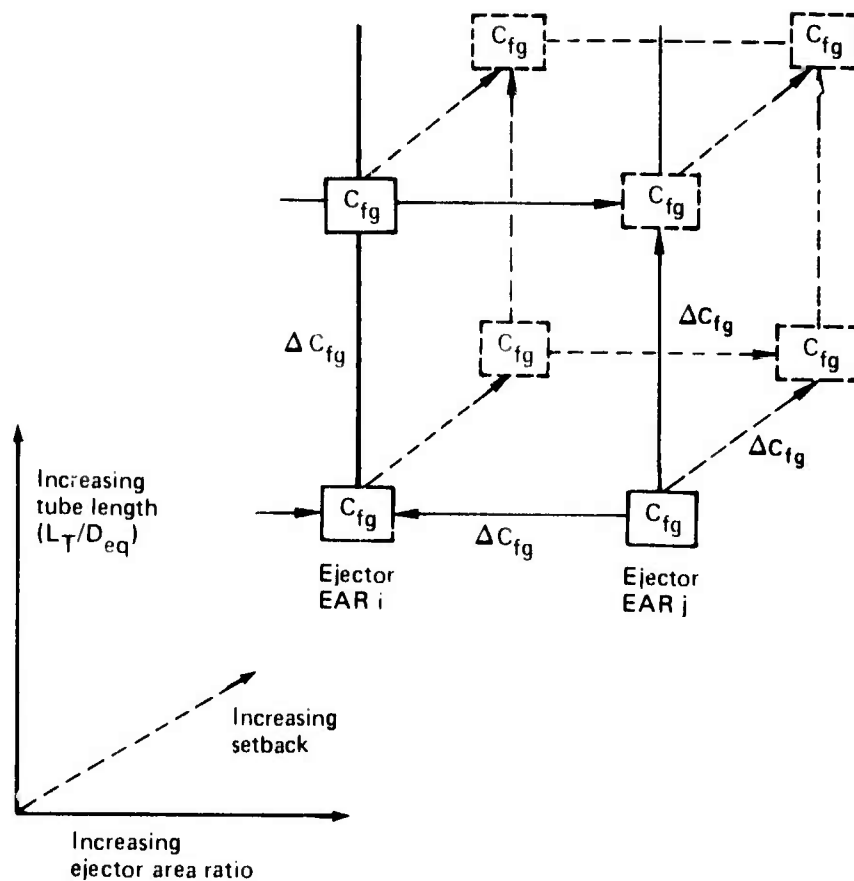 C_fg C_fg
C_fg C_fg
ΔC_fg C_fg ΔC_fg C_fg
ΔC_fg
C_fg ΔC_fg C_fg
Ejector
EAR i
Ejector
EAR j
Increasing
tube length
(L_T/D_eq)
Increasing
setback
Increasing
ejector area ratio